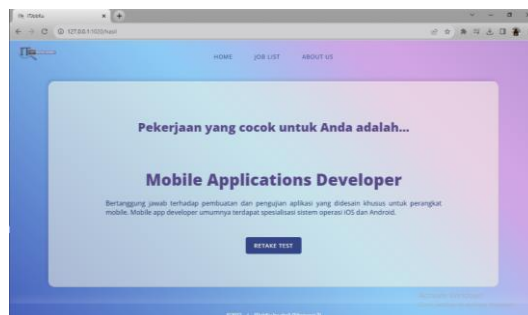 HOME JOB LIST ABOUT US
Pekerjaan yang cocok untuk Anda adalah...
Mobile Applications Developer
Bertanggung jawab terhadap pembuatan dan pengujian aplikasi yang didesain khusus untuk perangkat
mobile. Mobile app developer umumnya terdapat spesialisasi sistem operasi iOS dan Android.
RETAKE TEST